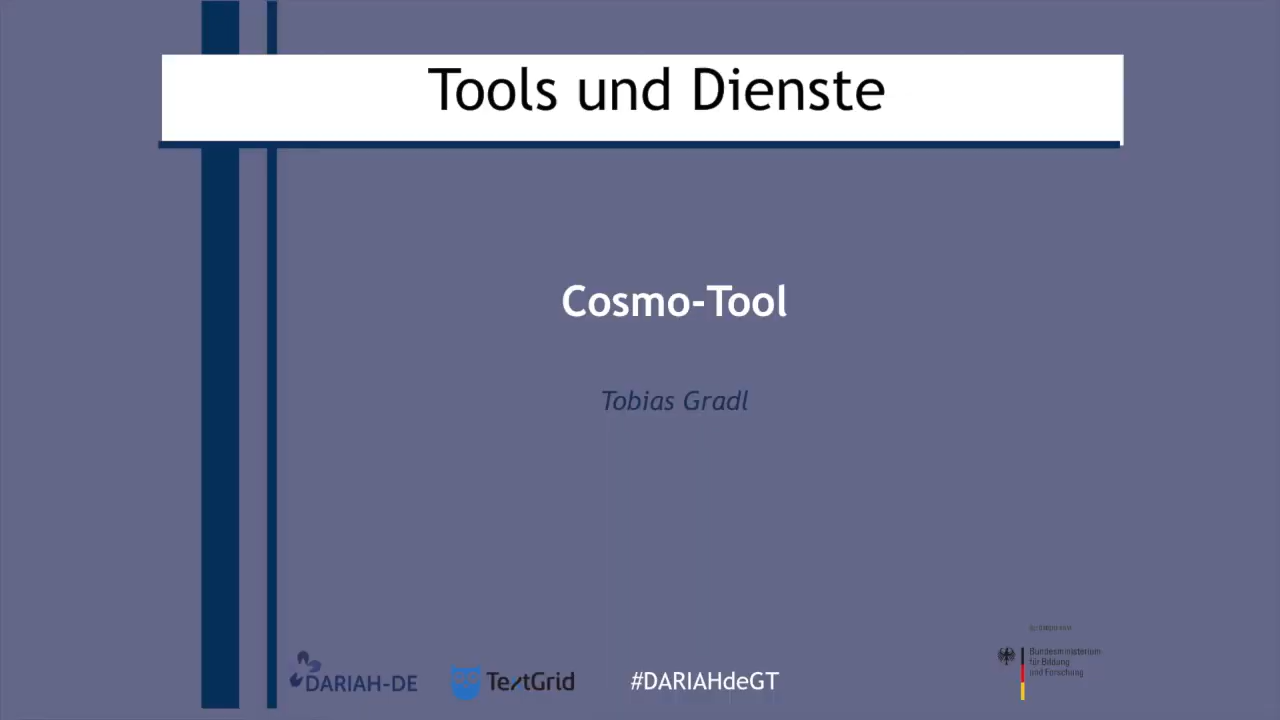 Tools und Dienste
Cosmo-Tool
Tobias Gradl
DARIAH-DE
TextGrid
#DARIAHdeGT
Bundesministerium
für Bildung
und Forschung